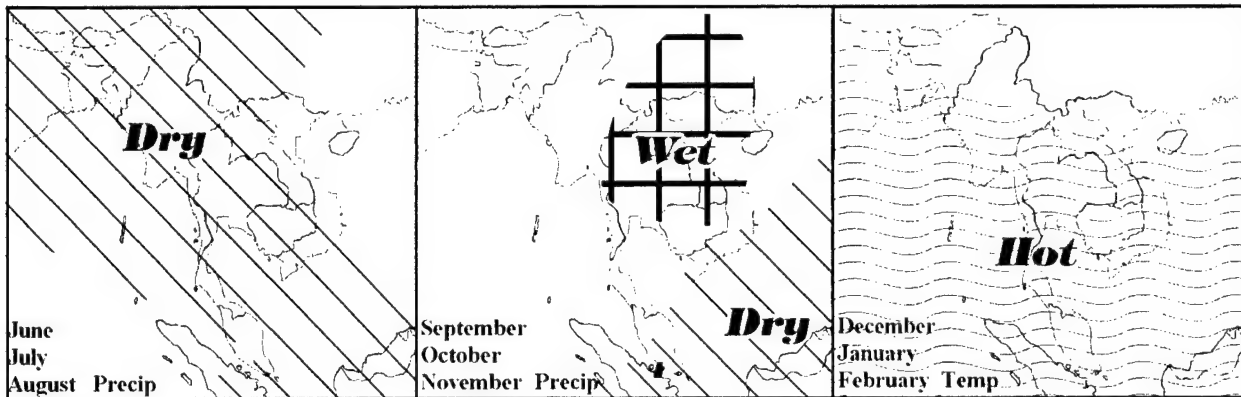 Dry
June
July
August Precip
Wet
Dry
September
October
November Precip
Hot
December
January
February Temp